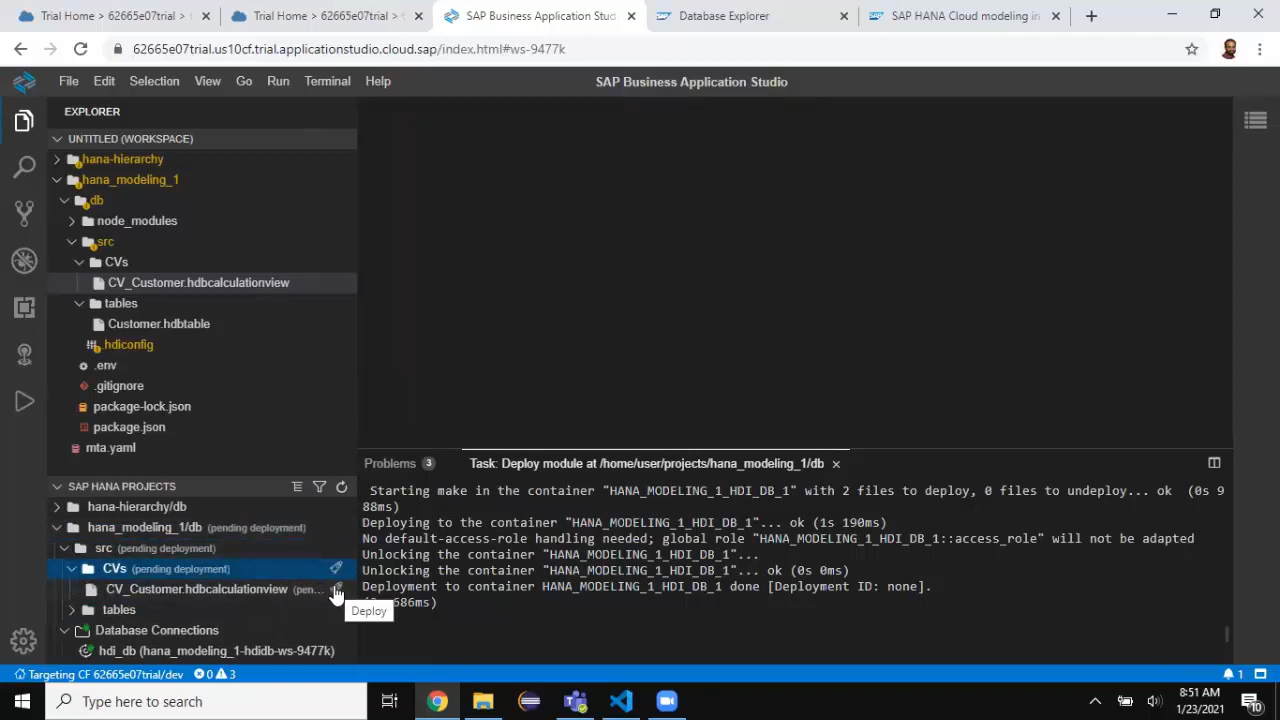 Trial Home > 62665e07trial >
Trial Home > 62665e07trial >
SAP Business Application Studi
Database Explorer
SAP HANA Cloud modeling in
62665e07trial.us10cf.trial.applicationstudio.cloud.sap/index.html#ws-9477k
File Edit Selection View Go Run Terminal Help
SAP Business Application Studio
EXPLORER
UNTITLED (WORKSPACE)
hana-hierarchy
hana_modeling_1
db
node_modules
src
CVs
CV_Customer.hdbcalculationview
tables
Customer.hdbtable
.hdiconfig
.env
.gitignore
package-lock.json
package.json
mta.yaml
SAP HANA PROJECTS
hana-hierarchy/db
hana_modeling_1/db (pending deployment)
src (pending deployment)
CVs (pending deployment)
CV_Customer.hdbcalculationview (pen...
tables
Database Connections
hdi_db (hana_modeling_1-hdidb-ws-9477k)
Deploy
Problems 3
Task: Deploy module at /home/user/projects/hana_modeling_1/db
Starting make in the container "HANA_MODELING_1_HDI_DB_1" with 2 files to deploy, 0 files to undeploy... ok (0s 9
88ms)
Deploying to the container "HANA_MODELING_1_HDI_DB_1"... ok (1s 190ms)
No default-access-role handling needed; global role "HANA_MODELING_1_HDI_DB_1::access_role" will not be adapted
Unlocking the container "HANA_MODELING_1_HDI_DB_1"...
Unlocking the container "HANA_MODELING_1_HDI_DB_1"... ok (0s 0ms)
Deployment to container HANA_MODELING_1_HDI_DB_1 done [Deployment ID: none].
686ms)
Targeting CF 62665e07trial/dev 0 3
1
Type here to search
8:51 AM
1/23/2021
10